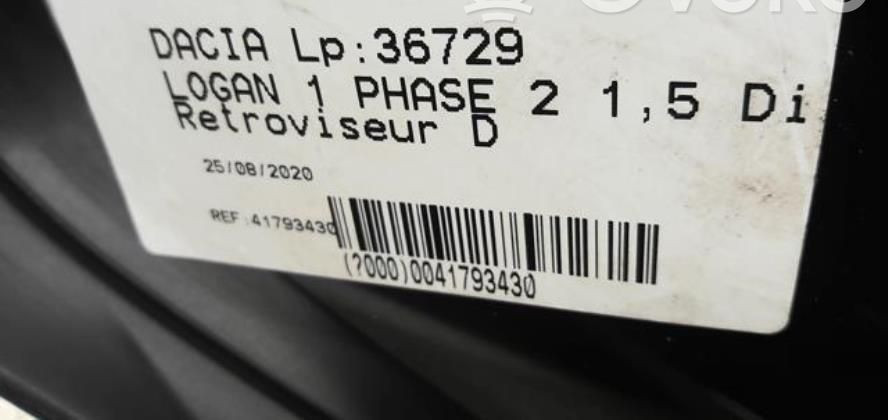 DACIA Lp:36729
LOGAN 1 PHASE 2 1,5 Di
Retroviseur D
25/08/2020
REF :41793430
(?000)0041793430